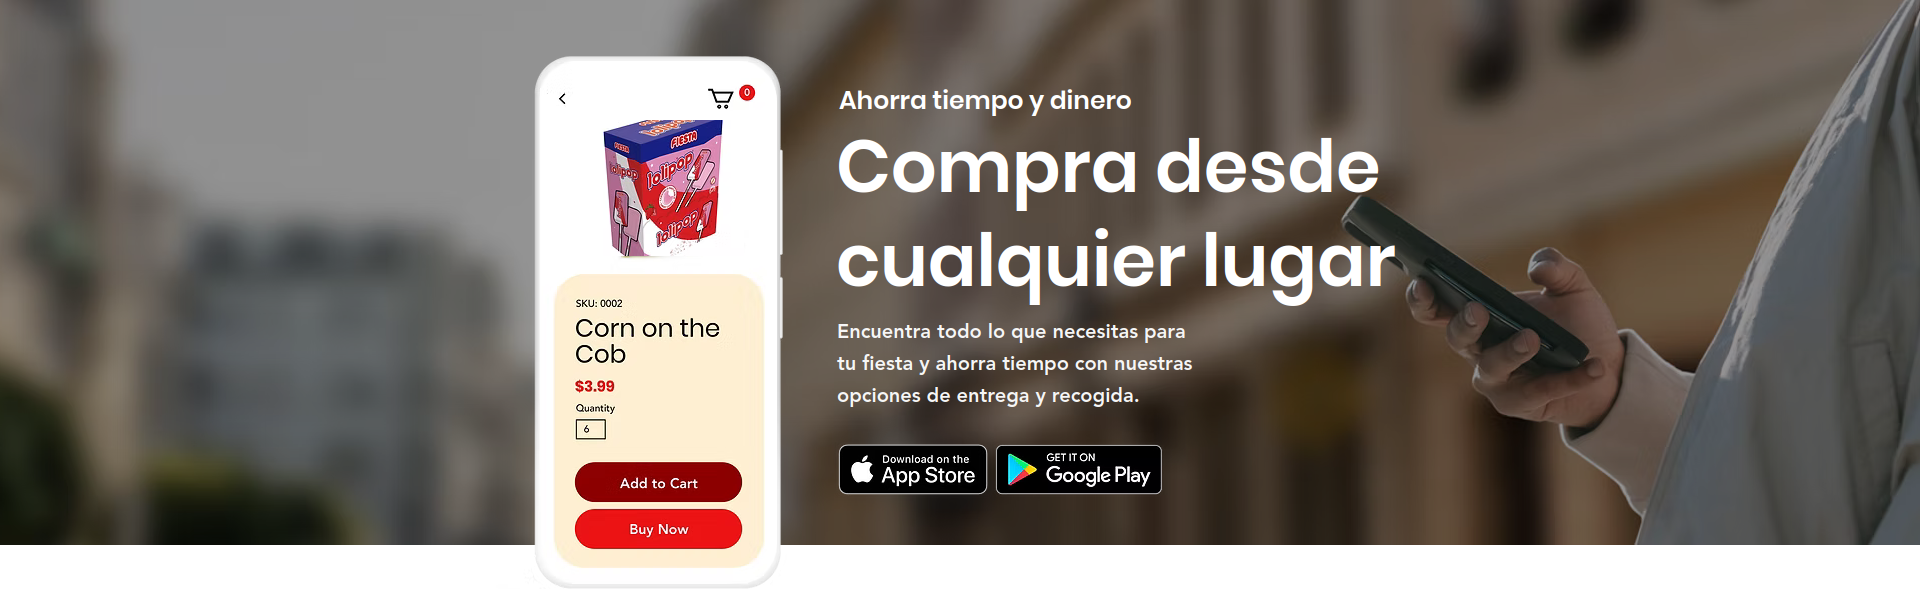 0
FIESTA
FIESTA
lolipop
lolipop
lolipop
lolipop
SKU: 0002
Corn on the
Cob
$3.99
Quantity
6
Add to Cart
Buy Now
Ahorra tiempo y dinero
Compra desde
cualquier lugar
Encuentra todo lo que necesitas para
tu fiesta y ahorra tiempo con nuestras
opciones de entrega y recogida.
Download on the
App Store
GET IT ON
Google Play